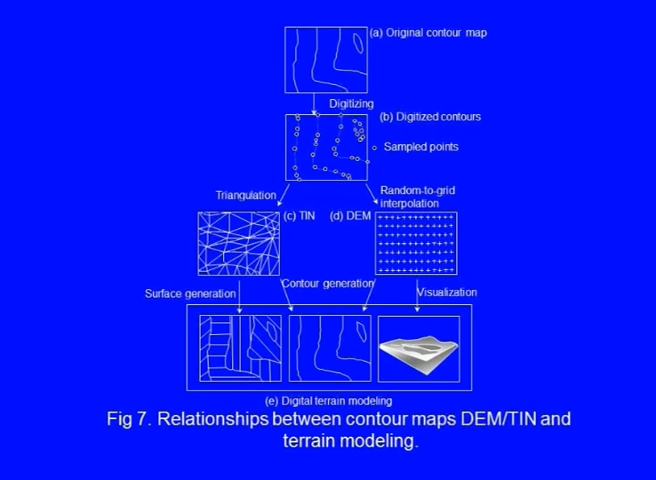 (a) Original contour map
Digitizing
(b) Digitized contours
Sampled points
Triangulation
Random-to-grid
interpolation
(c) TIN
(d) DEM
Contour generation
Surface generation
Visualization
(e) Digital terrain modeling
Fig 7. Relationships between contour maps DEM/TIN and
terrain modeling.